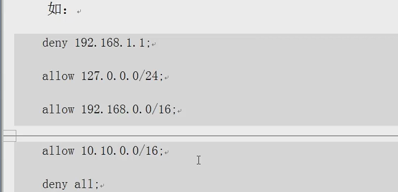 如：
deny 192.168.1.1;
allow 127.0.0.0/24;
allow 192.168.0.0/16;
allow 10.10.0.0/16;
deny all;